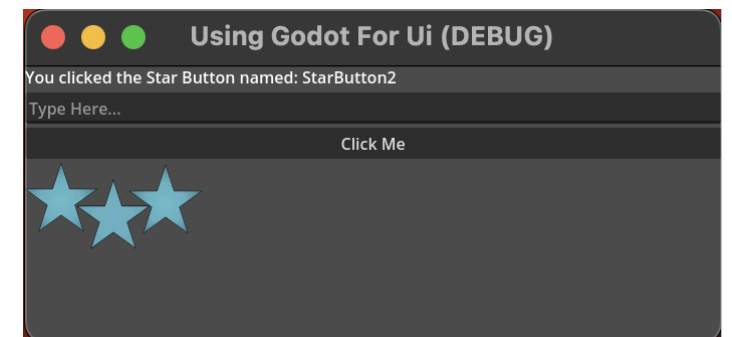 Using Godot For Ui (DEBUG)
You clicked the Star Button named: StarButton2
Type Here...
Click Me